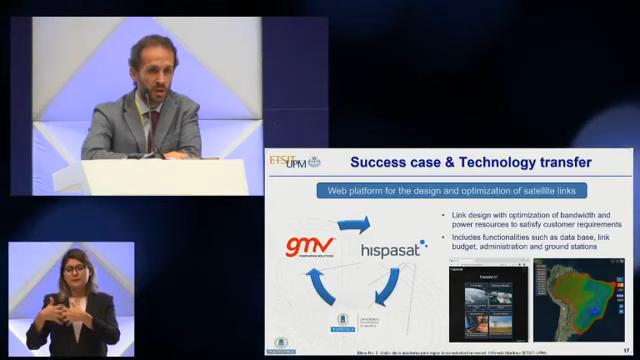 ETSIT
UPM
Success case & Technology transfer
Web platform for the design and optimization of satellite links
gmv
hispasat
Link design with optimization of bandwidth and
power resources to satisfy customer requirements
Includes functionalities such as data base, link
budget, administration and ground stations
17